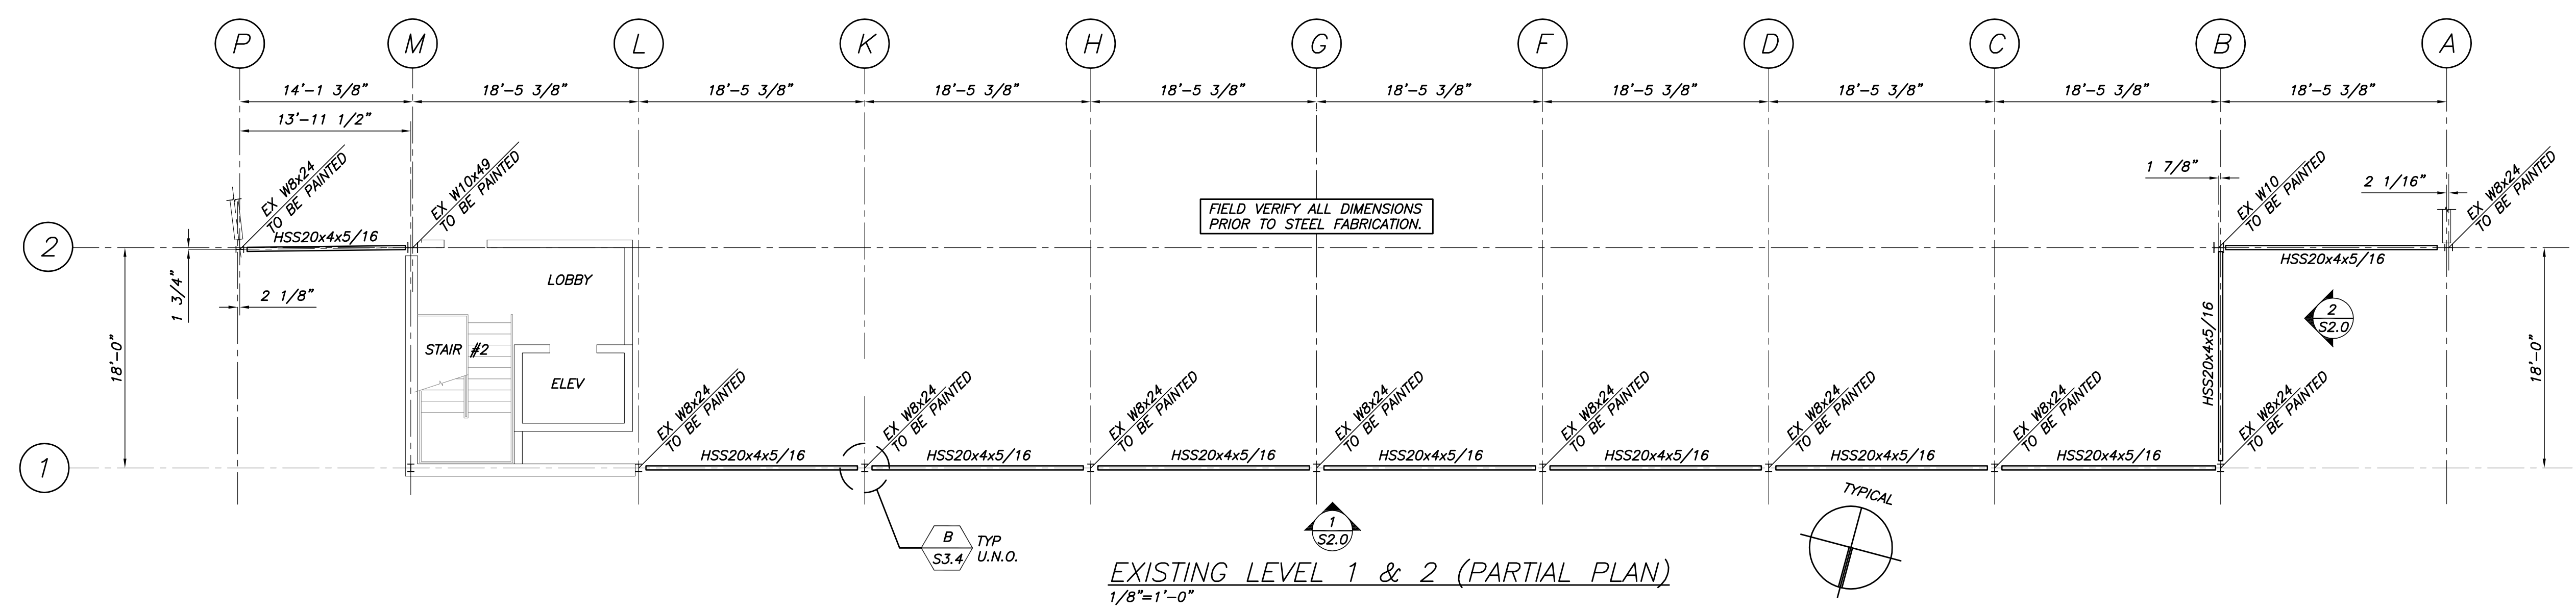 P M L K H G F D C B A
14'-1 3/8" 18'-5 3/8" 18'-5 3/8" 18'-5 3/8" 18'-5 3/8" 18'-5 3/8" 18'-5 3/8" 18'-5 3/8" 18'-5 3/8" 18'-5 3/8"
13'-11 1/2"
EX W8x24
TO BE PAINTED
EX W10x49
TO BE PAINTED
1 7/8"
EX W10
TO BE PAINTED
2 1/16"
EX W8x24
TO BE PAINTED
FIELD VERIFY ALL DIMENSIONS
PRIOR TO STEEL FABRICATION.
2
HSS20x4x5/16
HSS20x4x5/16
1 3/4"
2 1/8"
18'-0"
LOBBY
STAIR #2
ELEV
HSS20x4x5/16
2
S2.0
18'-0"
EX W8x24
TO BE PAINTED
EX W8x24
TO BE PAINTED
EX W8x24
TO BE PAINTED
EX W8x24
TO BE PAINTED
EX W8x24
TO BE PAINTED
EX W8x24
TO BE PAINTED
EX W8x24
TO BE PAINTED
EX W8x24
TO BE PAINTED
1
HSS20x4x5/16 HSS20x4x5/16 HSS20x4x5/16 HSS20x4x5/16 HSS20x4x5/16 HSS20x4x5/16 HSS20x4x5/16
B
S3.4
TYP
U.N.O.
1
S2.0
TYPICAL
EXISTING LEVEL 1 & 2 (PARTIAL PLAN)
1/8"=1'-0"